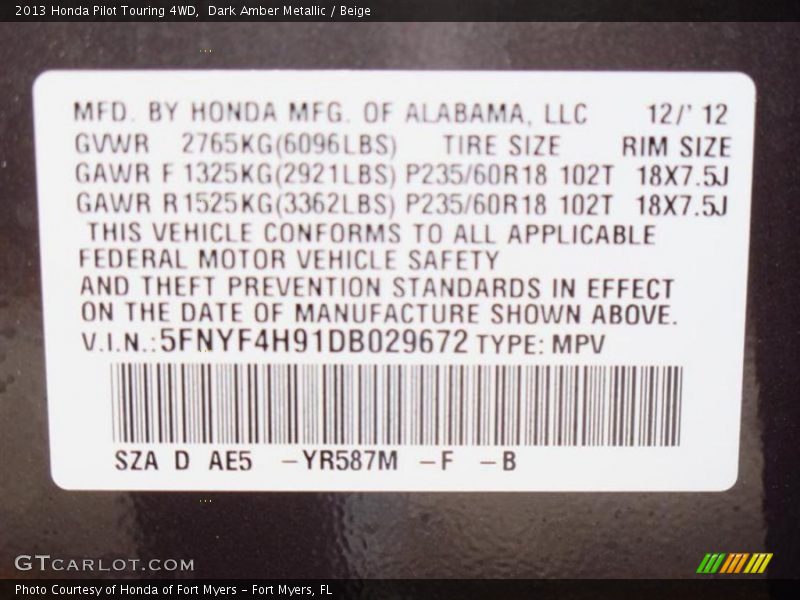 2013 Honda Pilot Touring 4WD,  Dark Amber Metallic / Beige
MFD. BY HONDA MFG. OF ALABAMA, LLC 12/' 12
GVWR 2765KG(6096LBS) TIRE SIZE RIM SIZE
GAWR F 1325KG(2921LBS) P235/60R18 102T 18X7.5J
GAWR R 1525KG(3362LBS) P235/60R18 102T 18X7.5J
THIS VEHICLE CONFORMS TO ALL APPLICABLE
FEDERAL MOTOR VEHICLE SAFETY
AND THEFT PREVENTION STANDARDS IN EFFECT
ON THE DATE OF MANUFACTURE SHOWN ABOVE.
V.I.N.:5FNYF4H91DB029672 TYPE: MPV
SZA D AE5 –YR587M –F –B
GTCARLOT.COM
Photo Courtesy of Honda of Fort Myers – Fort Myers, FL